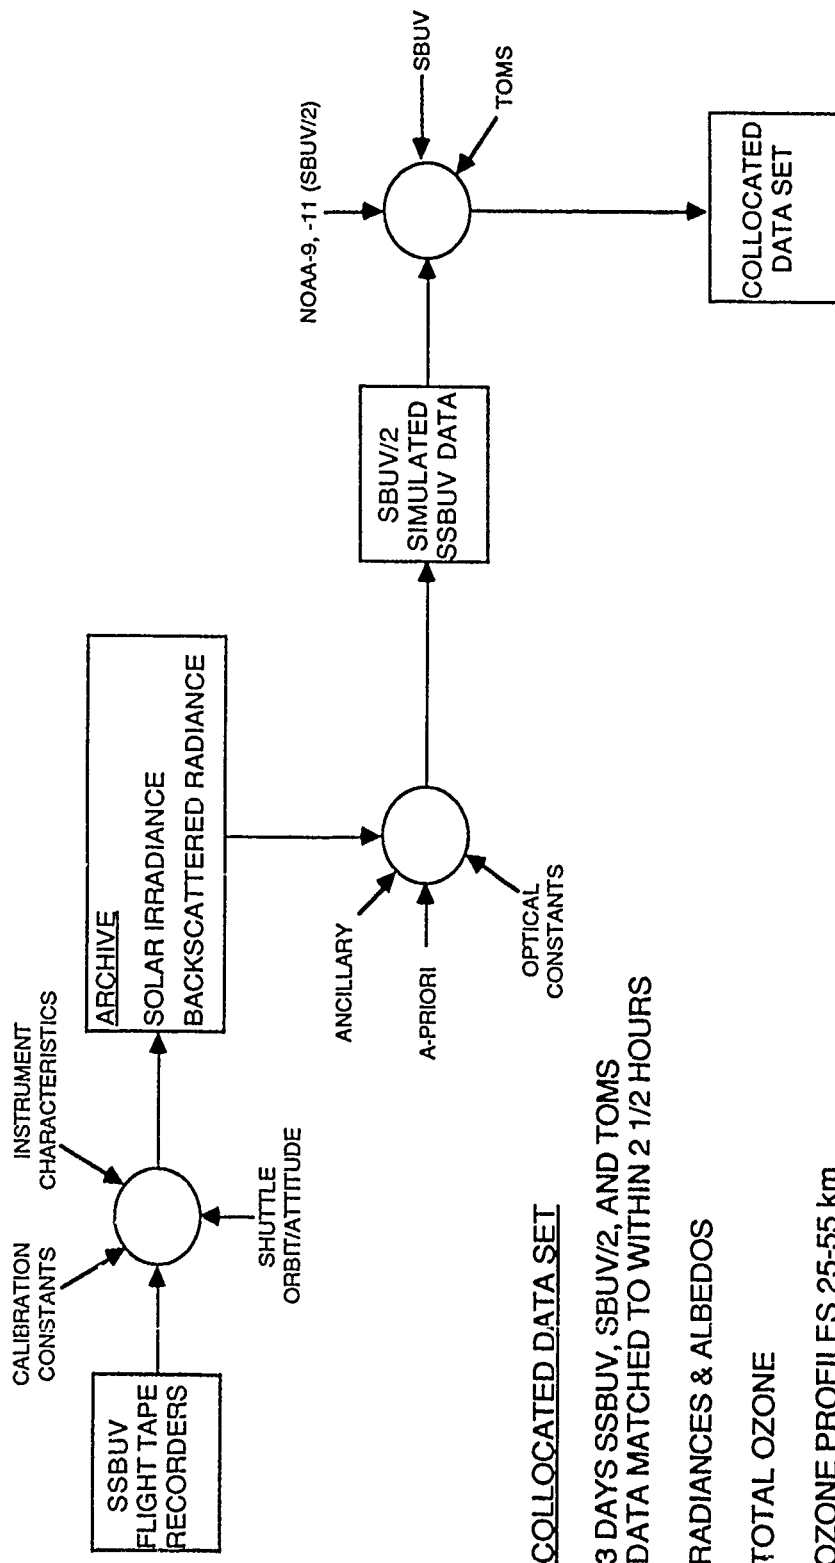 SSBUV
FLIGHT TAPE
RECORDERS
CALIBRATION
CONSTANTS
INSTRUMENT
CHARACTERISTICS
SHUTTLE
ORBIT/ATTITUDE
ARCHIVE
SOLAR IRRADIANCE
BACKSCATTERED RADIANCE
ANCILLARY
A-PRIORI
OPTICAL
CONSTANTS
SBUV/2
SIMULATED
SSBUV DATA
NOAA-9, -11 (SBUV/2)
SBUV
TOMS
COLLOCATED
DATA SET
COLLOCATED DATA SET
3 DAYS SSBUV, SBUV/2, AND TOMS
DATA MATCHED TO WITHIN 2 1/2 HOURS
RADIANCES & ALBEDOS
TOTAL OZONE
OZONE PROFILES 25-55 km